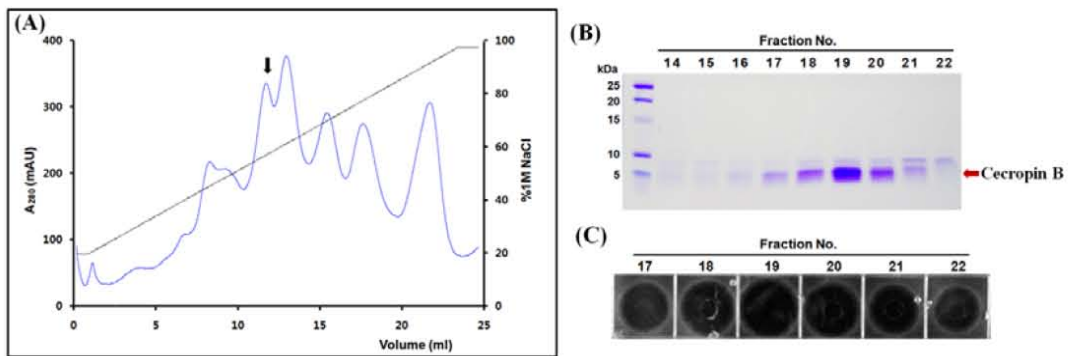 (A)
400
300
200
100
0
A280 (mAU)
100
80
60
40
20
0
%1M NaCl
0 5 10 15 20 25
Volume (ml)
(B)
Fraction No.
kDa 14 15 16 17 18 19 20 21 22
25
20
15
10
5
Cecropin B
(C)
Fraction No.
17 18 19 20 21 22